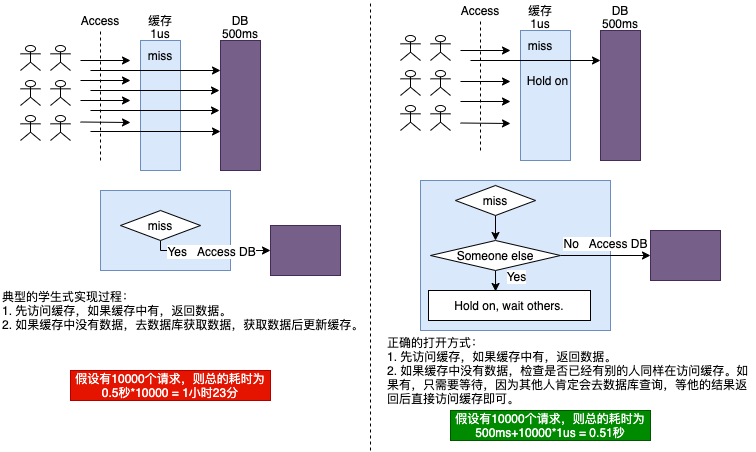 Access
缓存
1us
DB
500ms
miss
miss
Yes Access DB
典型的学生式实现过程：
1. 先访问缓存，如果缓存中有，返回数据。
2. 如果缓存中没有数据，去数据库获取数据，获取数据后更新缓存。
假设有10000个请求，则总的耗时为
0.5秒*10000 = 1小时23分
Access
缓存
1us
DB
500ms
miss
Hold on
miss
Someone else
No Access DB
Yes
Hold on, wait others.
正确的打开方式：
1. 先访问缓存，如果缓存中有，返回数据。
2. 如果缓存中没有数据，检查是否已经有别的人同样在访问缓存。如
果有，只需要等待，因为其他人肯定会去数据库查询，等他的结果返
回后直接访问缓存即可。
假设有10000个请求，则总的耗时为
500ms+10000*1us = 0.51秒